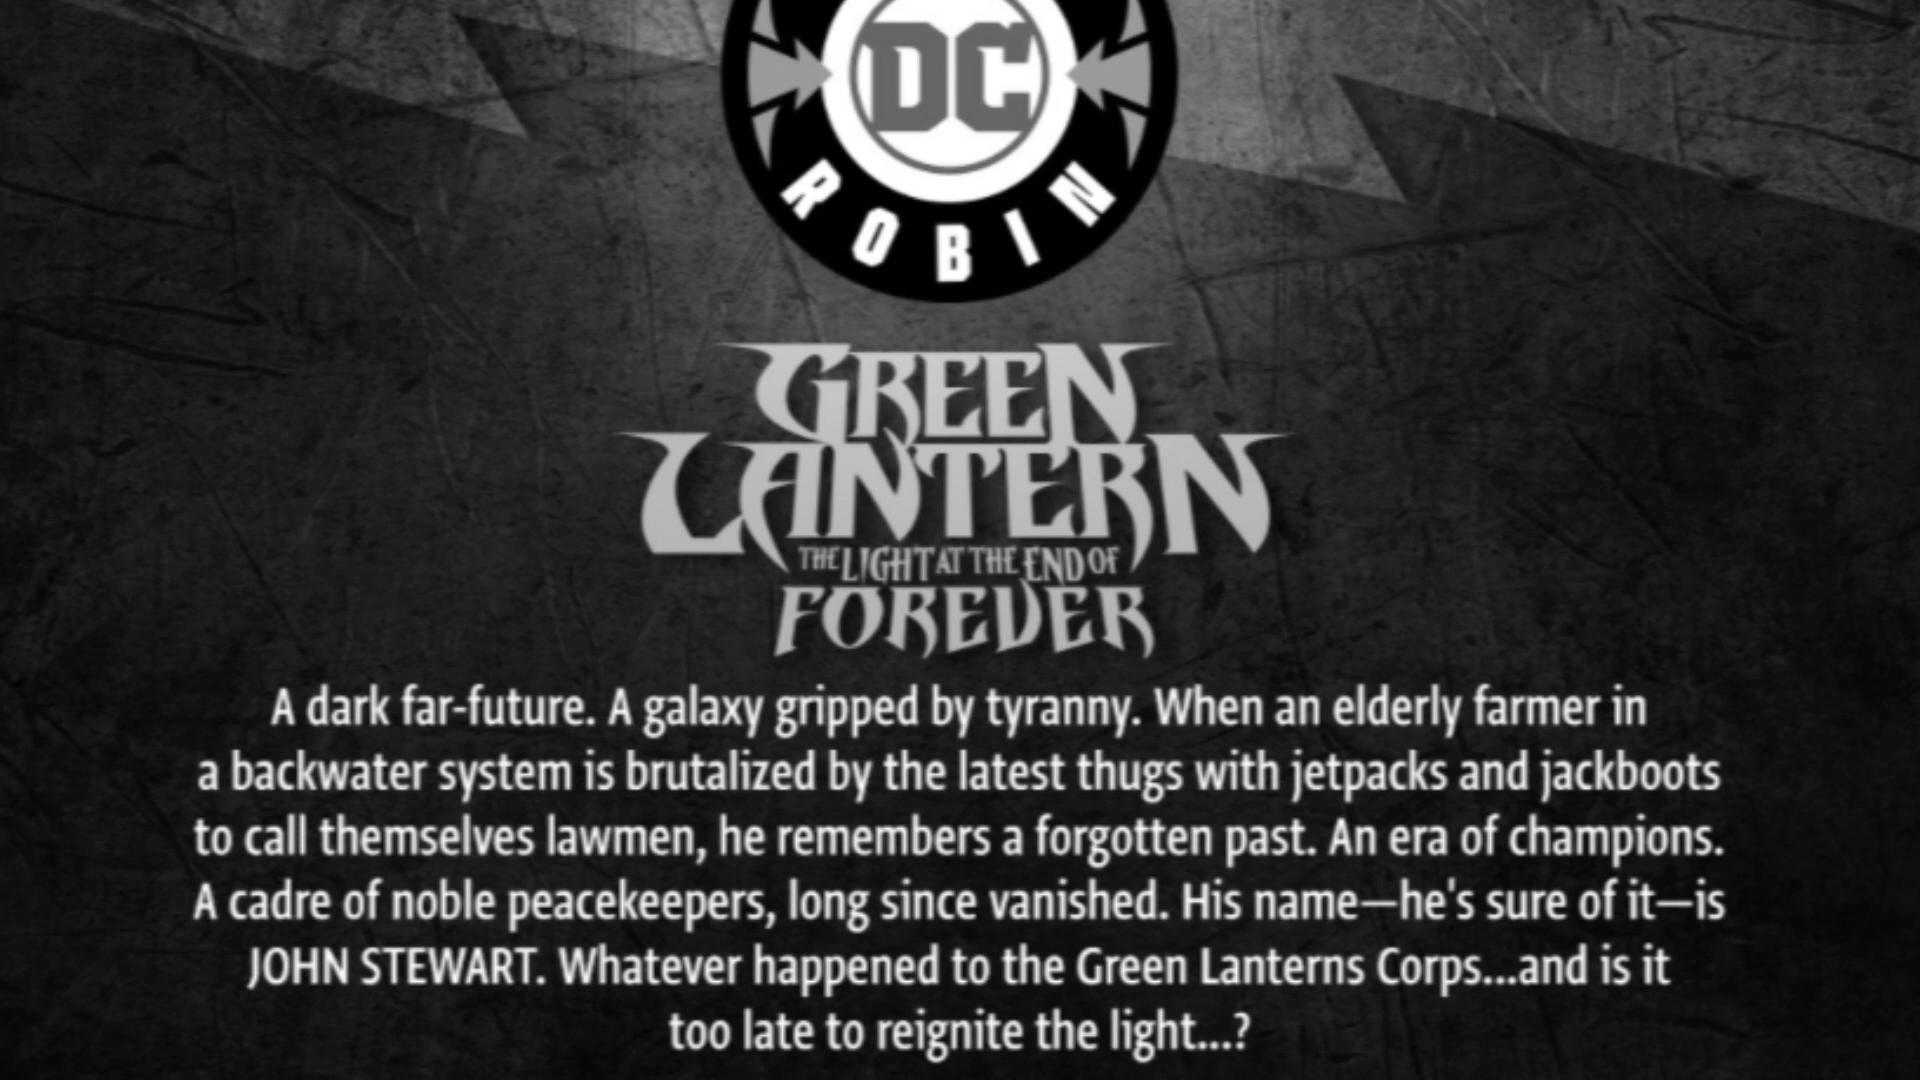 DC
ROBIN
GREEN
LANTERN
THE LIGHT AT THE END OF
FOREVER
A dark far-future. A galaxy gripped by tyranny. When an elderly farmer in
a backwater system is brutalized by the latest thugs with jetpacks and jackboots
to call themselves lawmen, he remembers a forgotten past. An era of champions.
A cadre of noble peacekeepers, long since vanished. His name—he's sure of it—is
JOHN STEWART. Whatever happened to the Green Lanterns Corps...and is it
too late to reignite the light...?